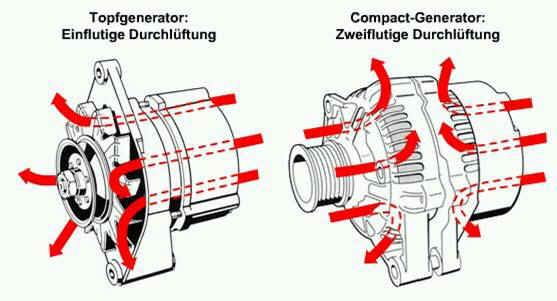 Topfgenerator:
Einflutige Durchlüftung
Compact-Generator:
Zweiflutige Durchlüftung